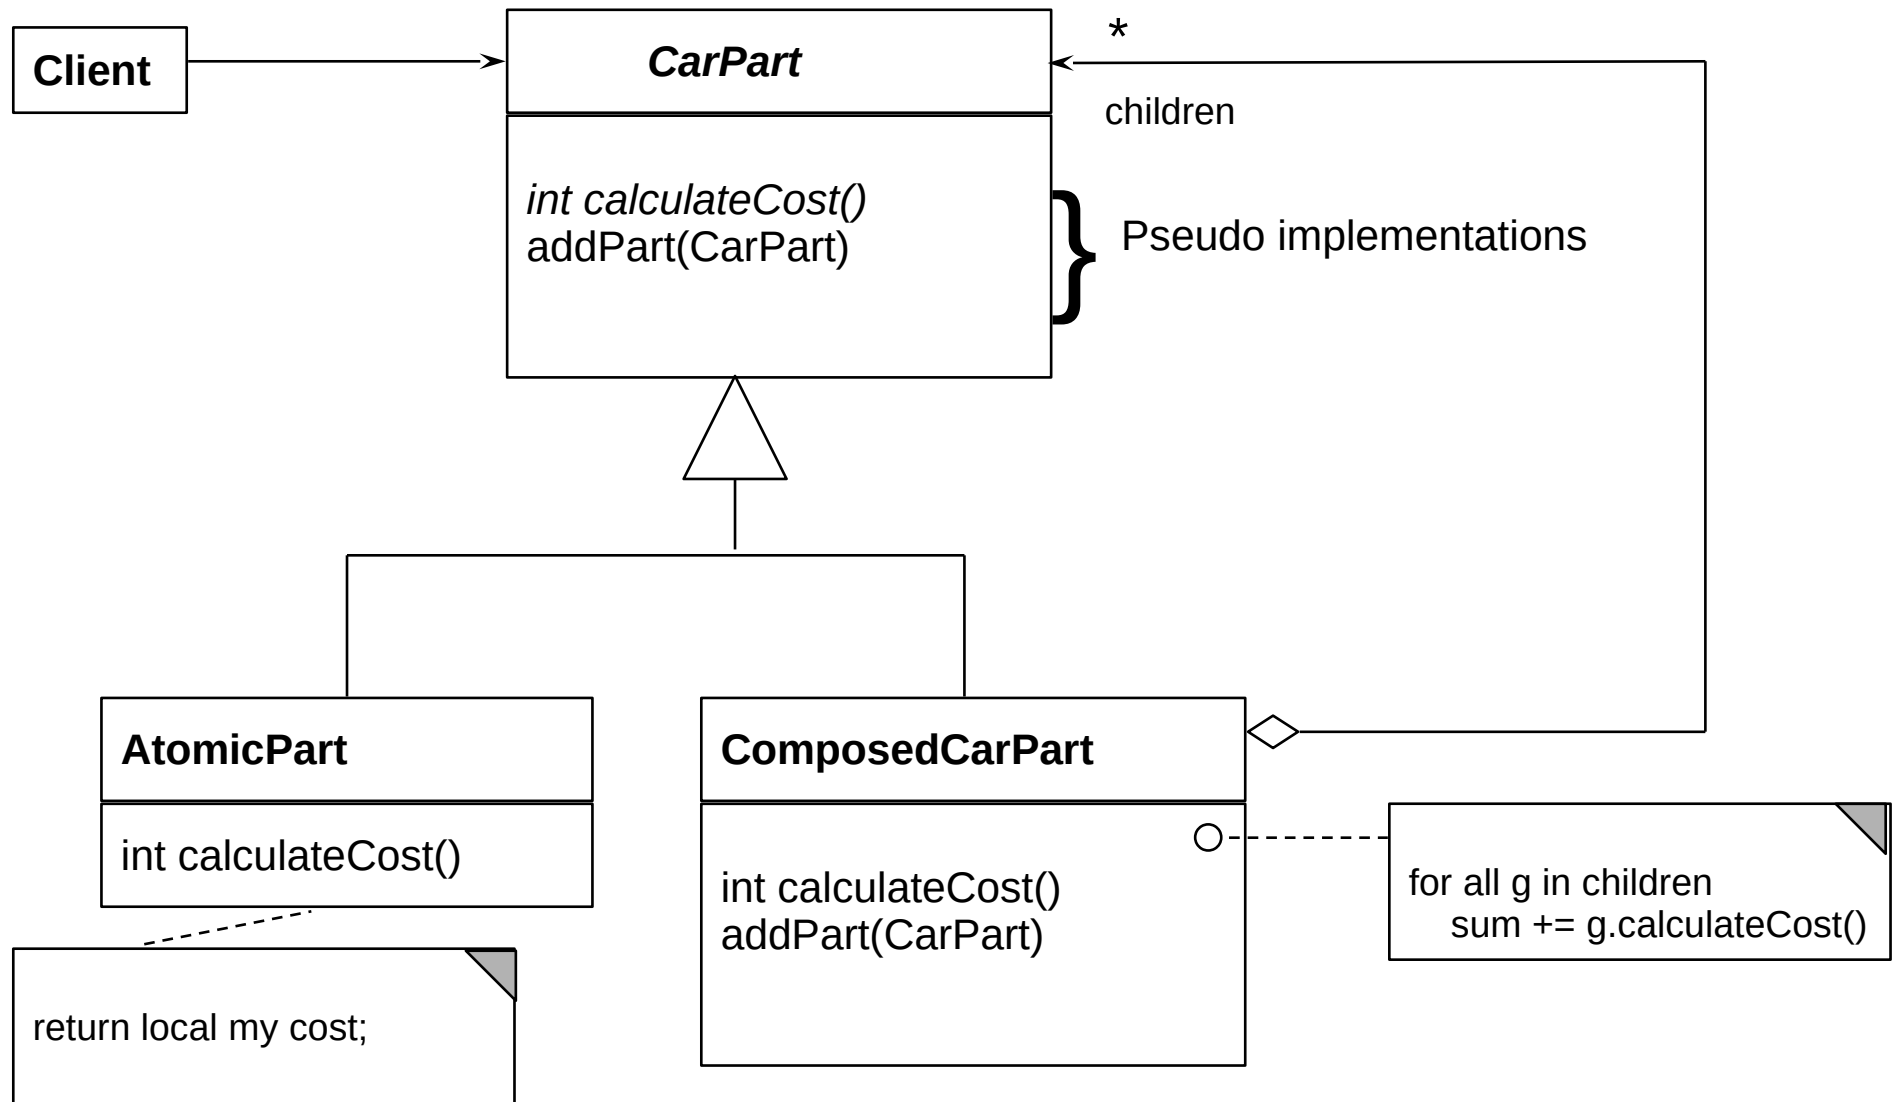 Client
CarPart
*
children
int calculateCost()
addPart(CarPart)
}
Pseudo implementations
AtomicPart
int calculateCost()
return local my cost;
ComposedCarPart
int calculateCost()
addPart(CarPart)
for all g in children
sum += g.calculateCost()